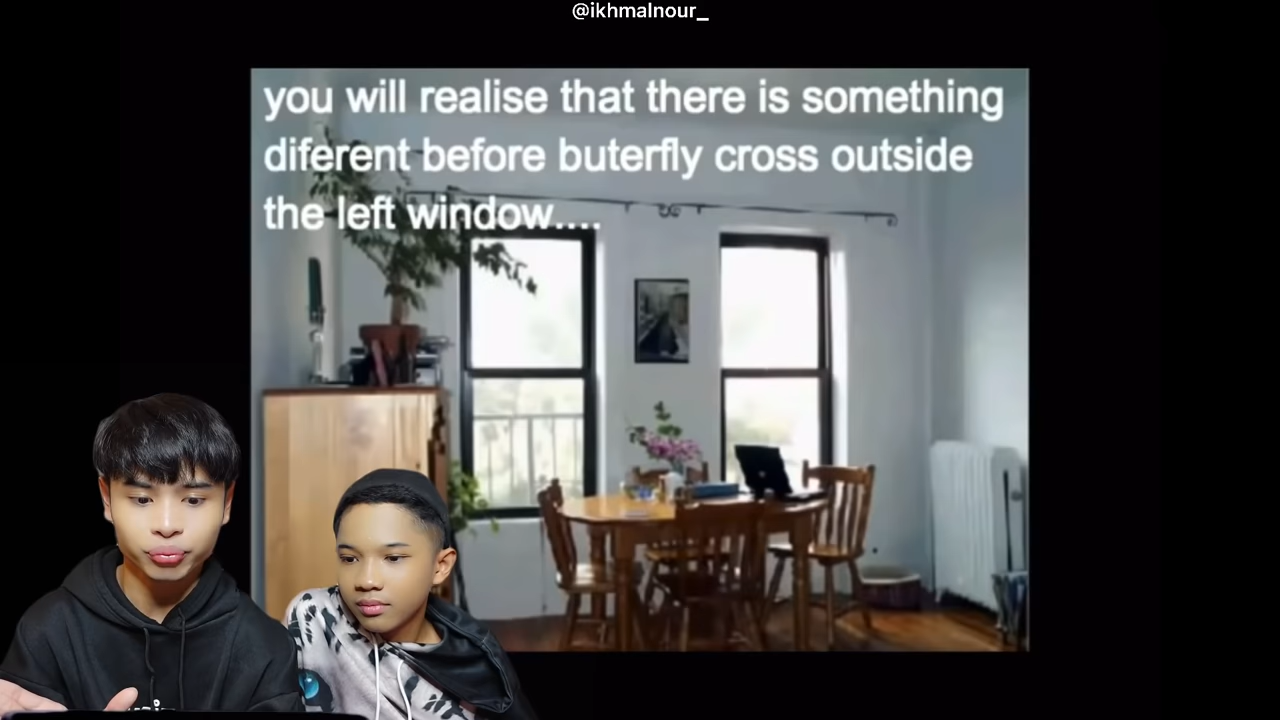 @ikhmalnour_
you will realise that there is something
diferent before buterfly cross outside
the left window....